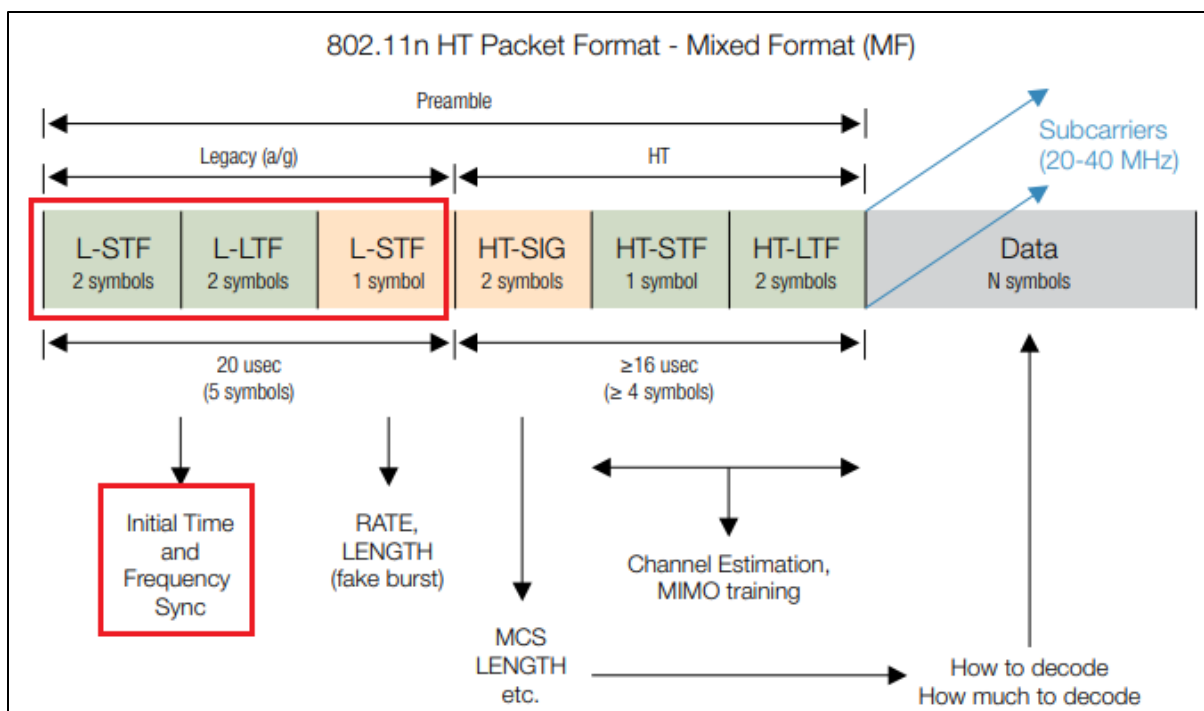 802.11n HT Packet Format - Mixed Format (MF)
Preamble
Subcarriers
(20-40 MHz)
Legacy (a/g)
HT
L-STF
2 symbols
L-LTF
2 symbols
L-STF
1 symbol
HT-SIG
2 symbols
HT-STF
1 symbol
HT-LTF
2 symbols
Data
N symbols
20 usec
(5 symbols)
≥16 usec
(≥ 4 symbols)
Initial Time
and
Frequency
Sync
RATE,
LENGTH
(fake burst)
Channel Estimation,
MIMO training
MCS
LENGTH
etc.
How to decode
How much to decode